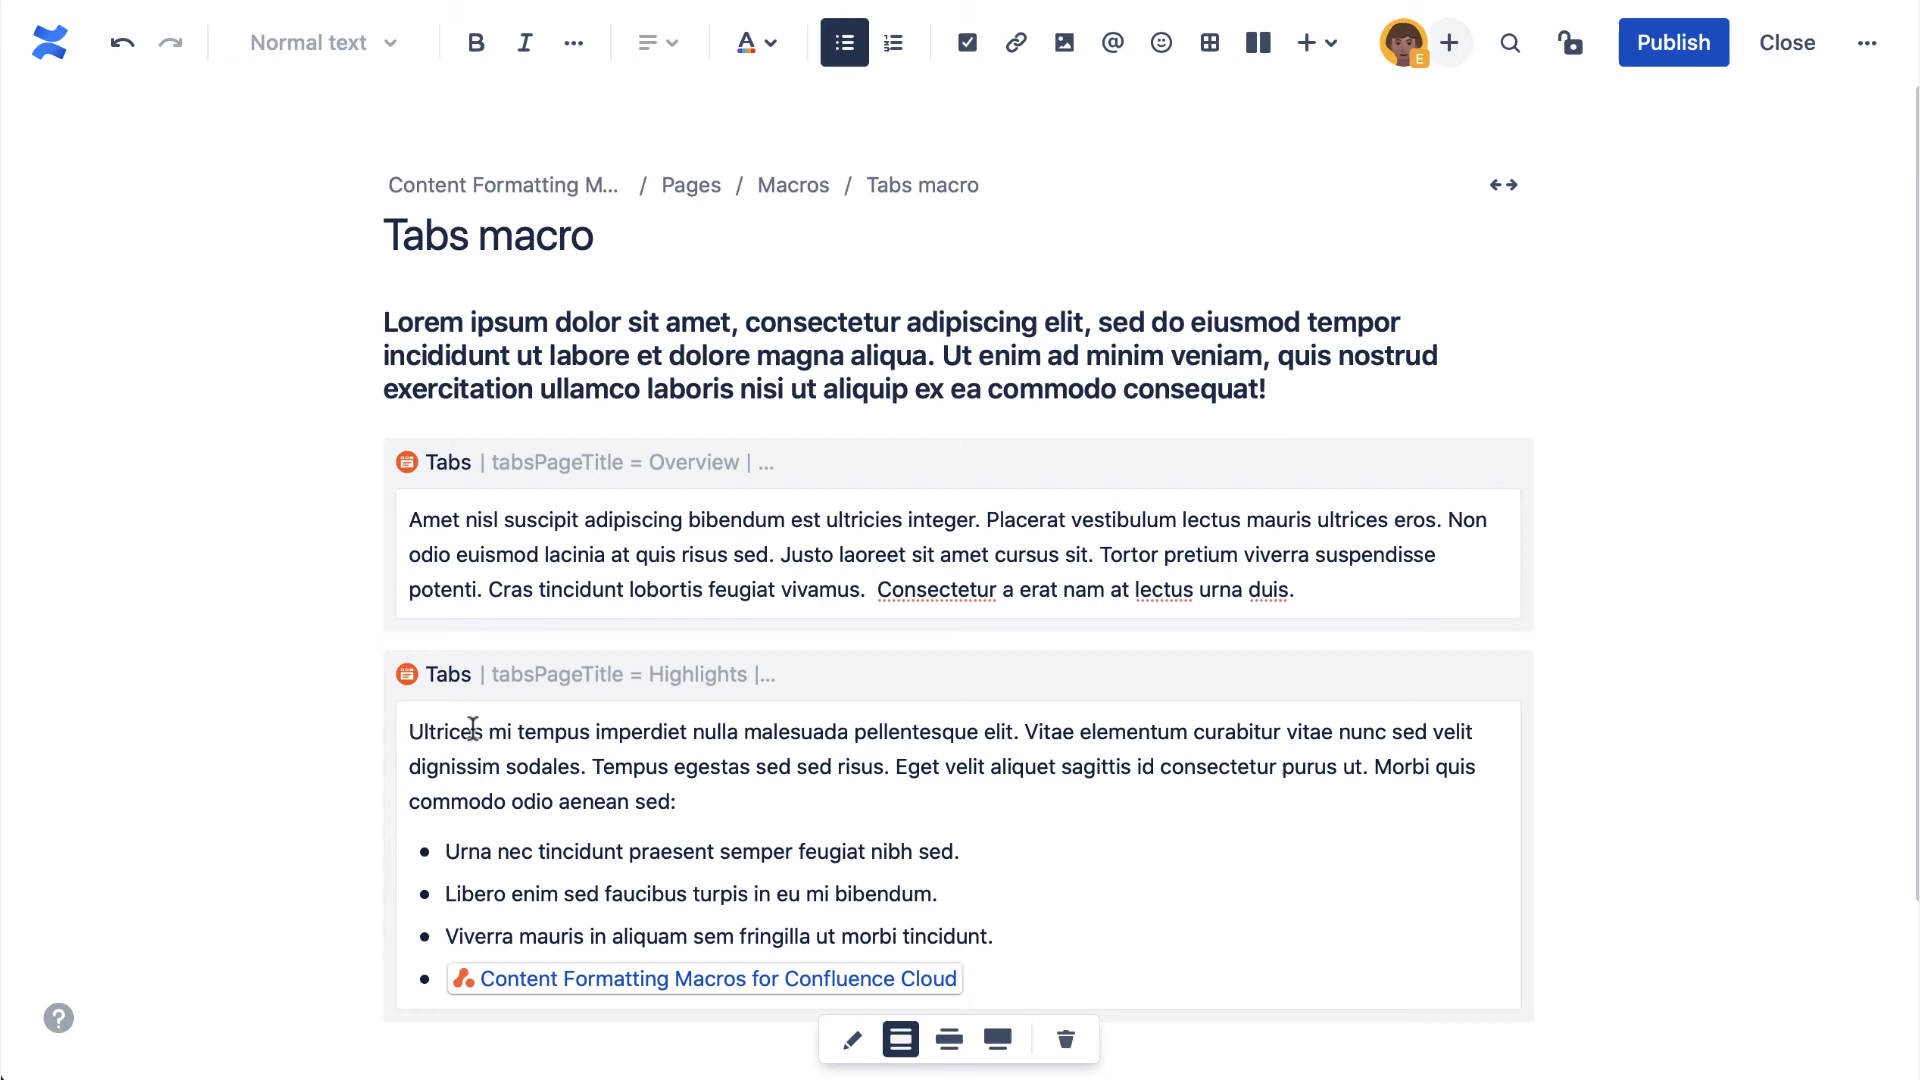 Normal text
B I ... A @ E Publish Close ...
Content Formatting M... / Pages / Macros / Tabs macro
Tabs macro
Lorem ipsum dolor sit amet, consectetur adipiscing elit, sed do eiusmod tempor
incididunt ut labore et dolore magna aliqua. Ut enim ad minim veniam, quis nostrud
exercitation ullamco laboris nisi ut aliquip ex ea commodo consequat!
Tabs | tabsPageTitle = Overview | ...
Amet nisl suscipit adipiscing bibendum est ultricies integer. Placerat vestibulum lectus mauris ultrices eros. Non
odio euismod lacinia at quis risus sed. Justo laoreet sit amet cursus sit. Tortor pretium viverra suspendisse
potenti. Cras tincidunt lobortis feugiat vivamus.  Consectetur a erat nam at lectus urna duis.
Tabs | tabsPageTitle = Highlights |...
Ultrices mi tempus imperdiet nulla malesuada pellentesque elit. Vitae elementum curabitur vitae nunc sed velit
dignissim sodales. Tempus egestas sed sed risus. Eget velit aliquet sagittis id consectetur purus ut. Morbi quis
commodo odio aenean sed:
• Urna nec tincidunt praesent semper feugiat nibh sed.
• Libero enim sed faucibus turpis in eu mi bibendum.
• Viverra mauris in aliquam sem fringilla ut morbi tincidunt.
• Content Formatting Macros for Confluence Cloud
?